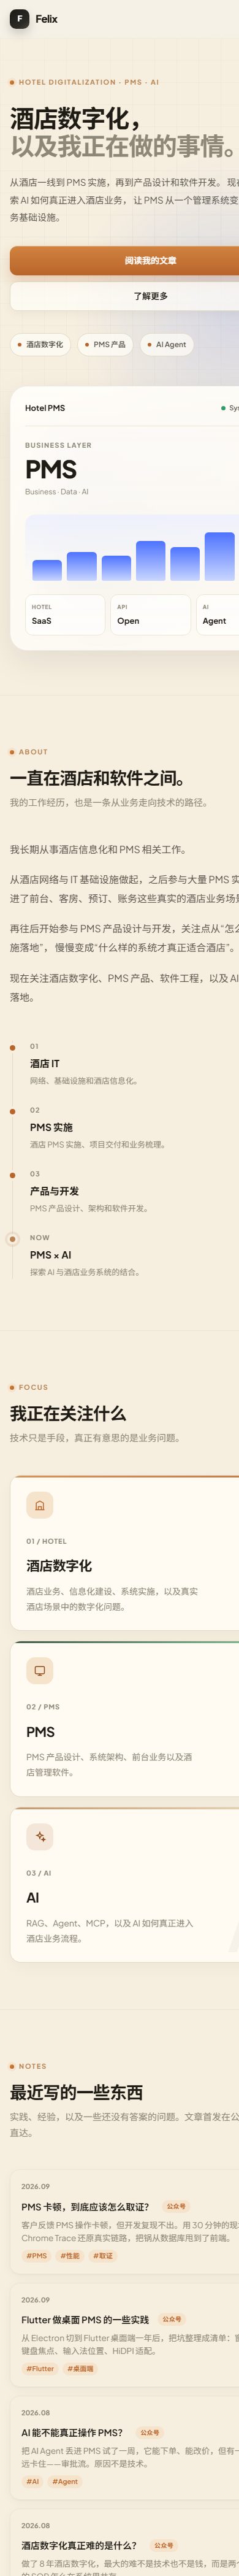 F Felix
HOTEL DIGITALIZATION · PMS · AI
酒店数字化，
以及我正在做的事情。
从酒店一线到 PMS 实施，再到产品设计和软件开发。 现
索 AI 如何真正进入酒店业务， 让 PMS 从一个管理系统变
务基础设施。
阅读我的文章
了解更多
酒店数字化
PMS 产品
AI Agent
Hotel PMS
Sys
BUSINESS LAYER
PMS
Business · Data · AI
HOTEL
SaaS
API
Open
AI
Agent
ABOUT
一直在酒店和软件之间。
我的工作经历，也是一条从业务走向技术的路径。
我长期从事酒店信息化和 PMS 相关工作。
从酒店网络与 IT 基础设施做起，之后参与大量 PMS 实
进了前台、客房、预订、账务这些真实的酒店业务场
再往后开始参与 PMS 产品设计与开发，关注点从“怎么
施落地”， 慢慢变成“什么样的系统才真正适合酒店”。
现在关注酒店数字化、PMS 产品、软件工程，以及 AI
落地。
01
酒店 IT
网络、基础设施和酒店信息化。
02
PMS 实施
酒店 PMS 实施、项目交付和业务梳理。
03
产品与开发
PMS 产品设计、架构和软件开发。
NOW
PMS × AI
探索 AI 与酒店业务系统的结合。
FOCUS
我正在关注什么
技术只是手段，真正有意思的是业务问题。
01 / HOTEL
酒店数字化
酒店业务、信息化建设、系统实施，以及真实
酒店场景中的数字化问题。
02 / PMS
PMS
PMS 产品设计、系统架构、前台业务以及酒
店管理软件。
03 / AI
AI
RAG、Agent、MCP，以及 AI 如何真正进入
酒店业务流程。
NOTES
最近写的一些东西
实践、经验，以及一些还没有答案的问题。文章首发在公
直达。
2026.09
PMS 卡顿，到底应该怎么取证？ 公众号
客户反馈 PMS 操作卡顿，但开发复现不出。用 30 分钟的现
Chrome Trace 还原真实链路，把锅从数据库甩到了前端。
#PMS #性能 #取证
2026.09
Flutter 做桌面 PMS 的一些实践 公众号
从 Electron 切到 Flutter 桌面端一年后，把坑整理成清单：
键盘焦点、输入法位置、HiDPI 适配。
#Flutter #桌面端
2026.08
AI 能不能真正操作 PMS？ 公众号
把 AI Agent 丢进 PMS 试了一周，它能下单、能改价，但有一
远卡住——审批流。原因不是技术。
#AI #Agent
2026.08
酒店数字化真正难的是什么？ 公众号
做了 8 年酒店数字化，最大的难不是技术也不是钱，而是两